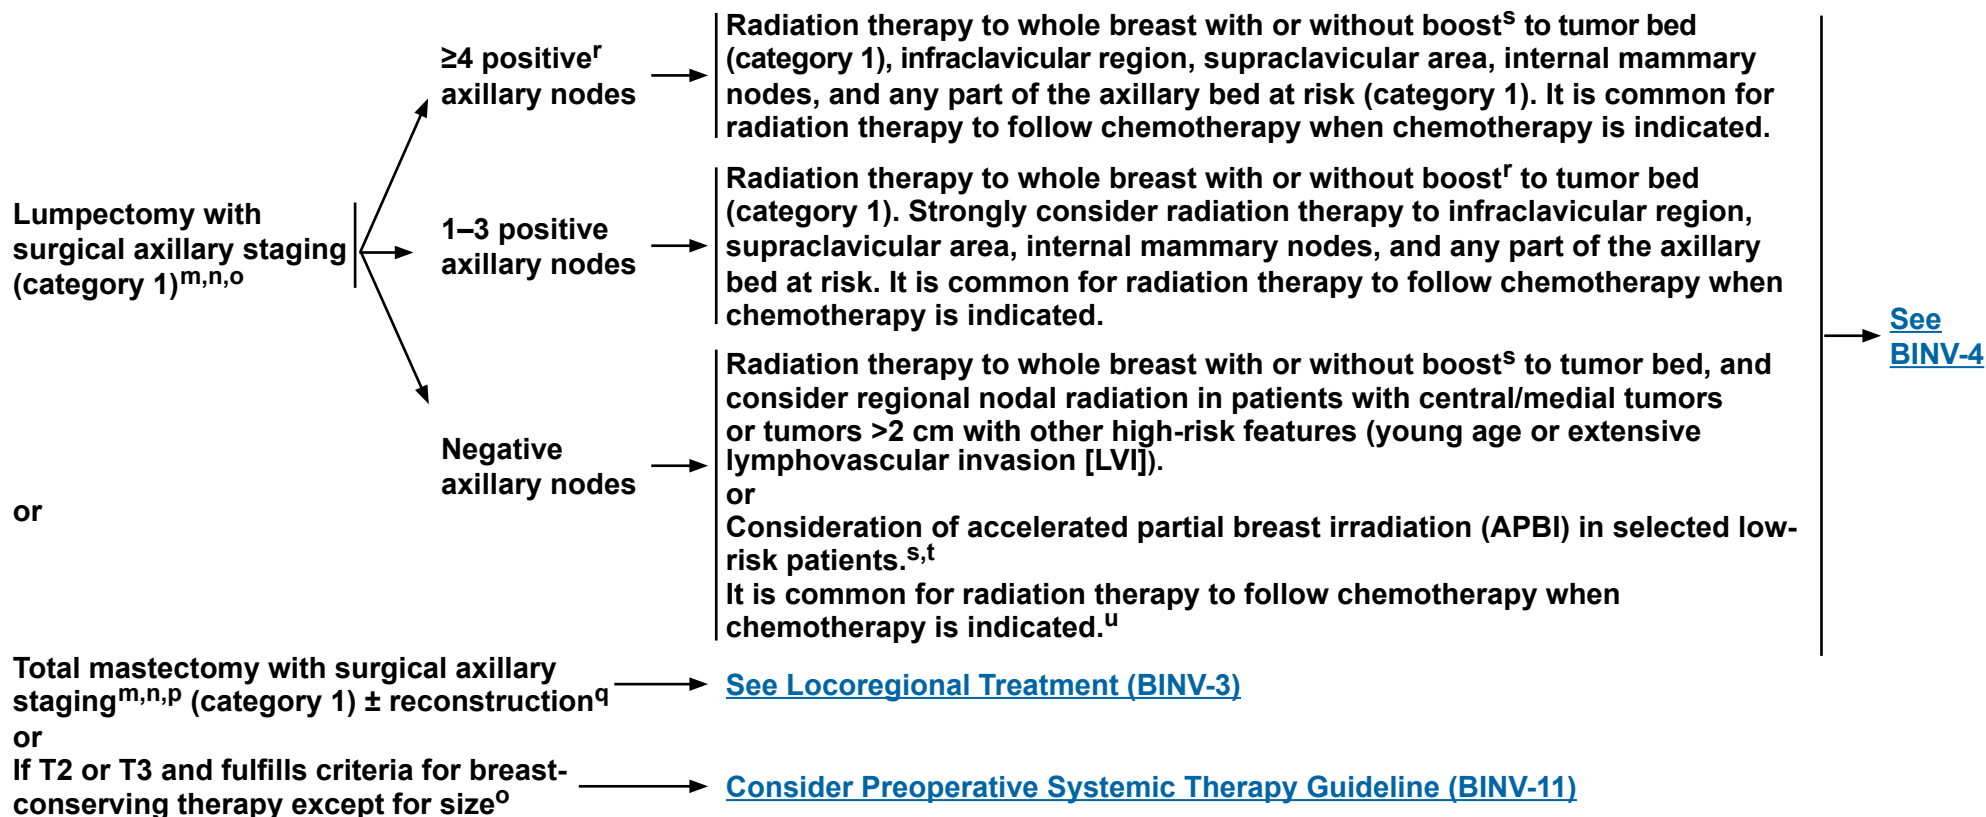 Lumpectomy with
surgical axillary staging
(category 1)m,n,o
≥4 positiver
axillary nodes
Radiation therapy to whole breast with or without boosts to tumor bed
(category 1), infraclavicular region, supraclavicular area, internal mammary
nodes, and any part of the axillary bed at risk (category 1). It is common for
radiation therapy to follow chemotherapy when chemotherapy is indicated.
1–3 positive
axillary nodes
Radiation therapy to whole breast with or without boostr to tumor bed
(category 1). Strongly consider radiation therapy to infraclavicular region,
supraclavicular area, internal mammary nodes, and any part of the axillary
bed at risk. It is common for radiation therapy to follow chemotherapy when
chemotherapy is indicated.
Negative
axillary nodes
Radiation therapy to whole breast with or without boosts to tumor bed, and
consider regional nodal radiation in patients with central/medial tumors
or tumors >2 cm with other high-risk features (young age or extensive
lymphovascular invasion [LVI]).
or
Consideration of accelerated partial breast irradiation (APBI) in selected low-
risk patients.s,t
It is common for radiation therapy to follow chemotherapy when
chemotherapy is indicated.u
See
BINV-4
or
Total mastectomy with surgical axillary
stagingm,n,p (category 1) ± reconstructionq
See Locoregional Treatment (BINV-3)
or
If T2 or T3 and fulfills criteria for breast-
conserving therapy except for sizeo
Consider Preoperative Systemic Therapy Guideline (BINV-11)